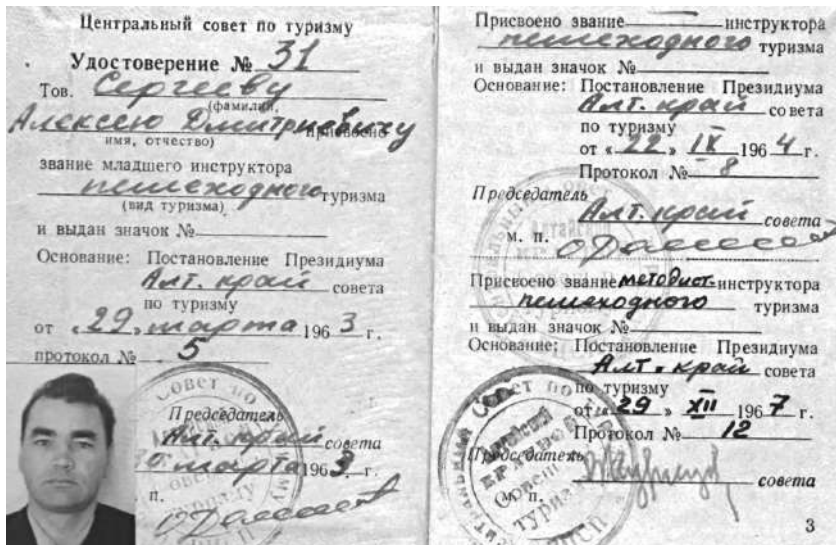 Центральный совет по туризму
Удостоверение № 31
Тов. Сергееву
(фамилия,
Алексею Дмитриевичу присвоено
имя, отчество)
звание младшего инструктора
пешеходного туризма
(вид туризма)
и выдан значок №
Основание: Постановление Президиума
Алт. край совета
по туризму
от «29» марта 1963 г.
протокол № 5
Председатель
Алт. край совета
30 марта 1963 г.
м. п.
Присвоено звание инструктора
пешеходного туризма
и выдан значок №
Основание: Постановление Президиума
Алт. край совета
по туризму
от «22» IX 1964 г.
Протокол № 8
Председатель
Алт. край совета
м. п.
Присвоено звание методист-инструктора
пешеходного туризма
и выдан значок №
Основание: Постановление Президиума
Алт. край совета
по туризму
от «29» XII 1967 г.
Протокол № 12
Председатель
совета
м. п.
3